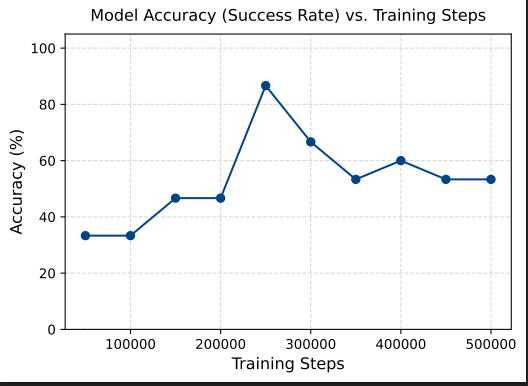 Model Accuracy (Success Rate) vs. Training Steps
100
80
60
40
20
0
Accuracy (%)
100000 200000 300000 400000 500000
Training Steps